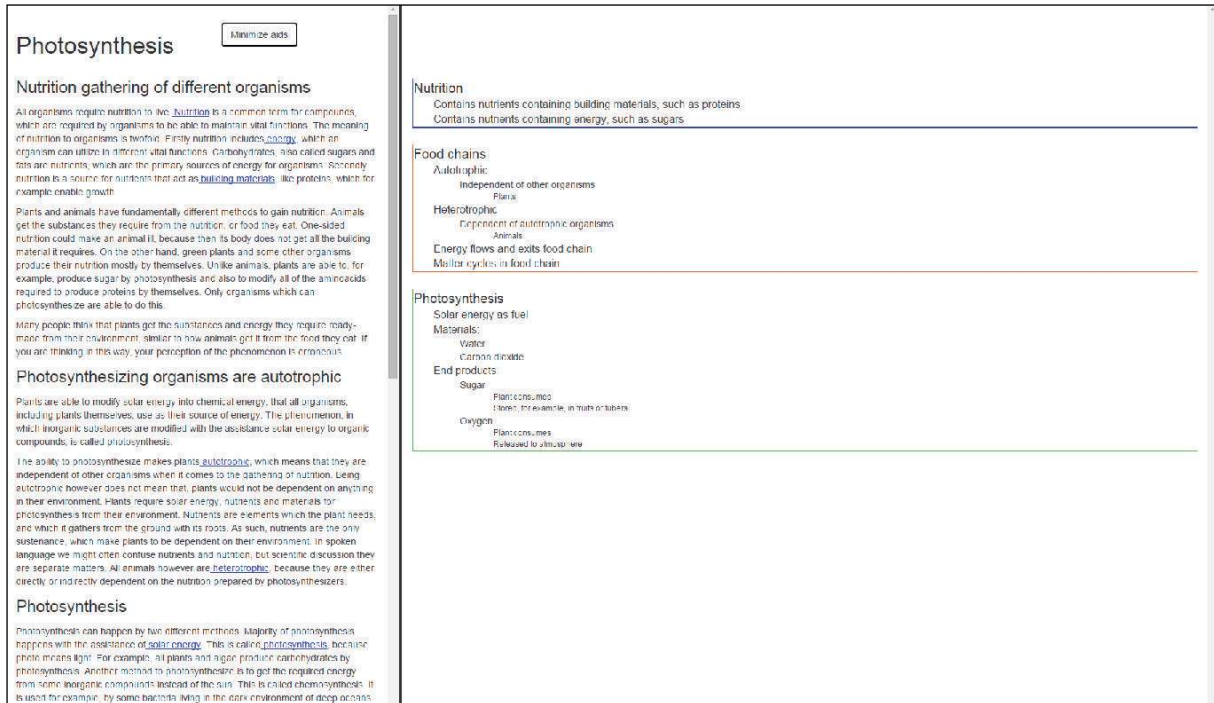 Photosynthesis
Minimize aids
Nutrition gathering of different organisms
All organisms require nutrition to live. Nutrition is a common term for compounds,
which are required by organisms to be able to maintain vital functions. The meaning
of nutrition to organisms is twofold. Firstly nutrition includes energy, which an
organism can utilize in different vital functions. Carbohydrates, also called sugars and
fats are nutrients, which are the primary sources of energy for organisms. Secondly
nutrition is a source for nutrients that act as building materials, like proteins, which for
example enable growth.
Plants and animals have fundamentally different methods to gain nutrition. Animals
get the substances they require from the nutrition, or food they eat. One-sided
nutrition could make an animal ill, because then its body does not get all the building
material it requires. On the other hand, green plants and some other organisms
produce their nutrition mostly by themselves. Unlike animals, plants are able to, for
example, produce sugar by photosynthesis and also to modify all of the aminoacids
required to produce proteins by themselves. Only organisms which can
photosynthesize are able to do this.
Many people think that plants get the substances and energy they require ready-
made from their environment, similar to how animals get it from the food they eat. If
you are thinking in this way, your perception of the phenomenon is erroneous.
Photosynthesizing organisms are autotrophic
Plants are able to modify solar energy into chemical energy, that all organisms,
including plants themselves, use as their source of energy. The phenomenon, in
which inorganic substances are modified with the assistance solar energy to organic
compounds, is called photosynthesis.
The ability to photosynthesize makes plants autotrophic, which means that they are
independent of other organisms when it comes to the gathering of nutrition. Being
autotrophic however does not mean that, plants would not be dependent on anything
in their environment. Plants require solar energy, nutrients and materials for
photosynthesis from their environment. Nutrients are elements which the plant needs,
and which it gathers from the ground with its roots. As such, nutrients are the only
sustenance, which make plants to be dependent on their environment. In spoken
language we might often confuse nutrients and nutrition, but scientific discussion they
are separate matters. All animals however are heterotrophic, because they are either
directly or indirectly dependent on the nutrition prepared by photosynthesizers.
Photosynthesis
Photosynthesis can happen by two different methods. Majority of photosynthesis
happens with the assistance of solar energy. This is called photosynthesis, because
photo means light. For example, all plants and algae produce carbohydrates by
photosynthesis. Another method to photosynthesize is to get the required energy
from some inorganic compounds instead of the sun. This is called chemosynthesis. It
is used for example, by some bacteria living in the dark environment of deep oceans.
Nutrition
Contains nutrients containing building materials, such as proteins
Contains nutrients containing energy, such as sugars
Food chains
Autotrophic
Independent of other organisms
Plants
Heterotrophic
Dependent of autotrophic organisms
Animals
Energy flows and exits food chain
Matter cycles in food chain
Photosynthesis
Solar energy as fuel
Materials:
Water
Carbon dioxide
End products:
Sugar
Plant consumes
Stored, for example, in fruits or tubers
Oxygen
Plant consumes
Released to atmosphere